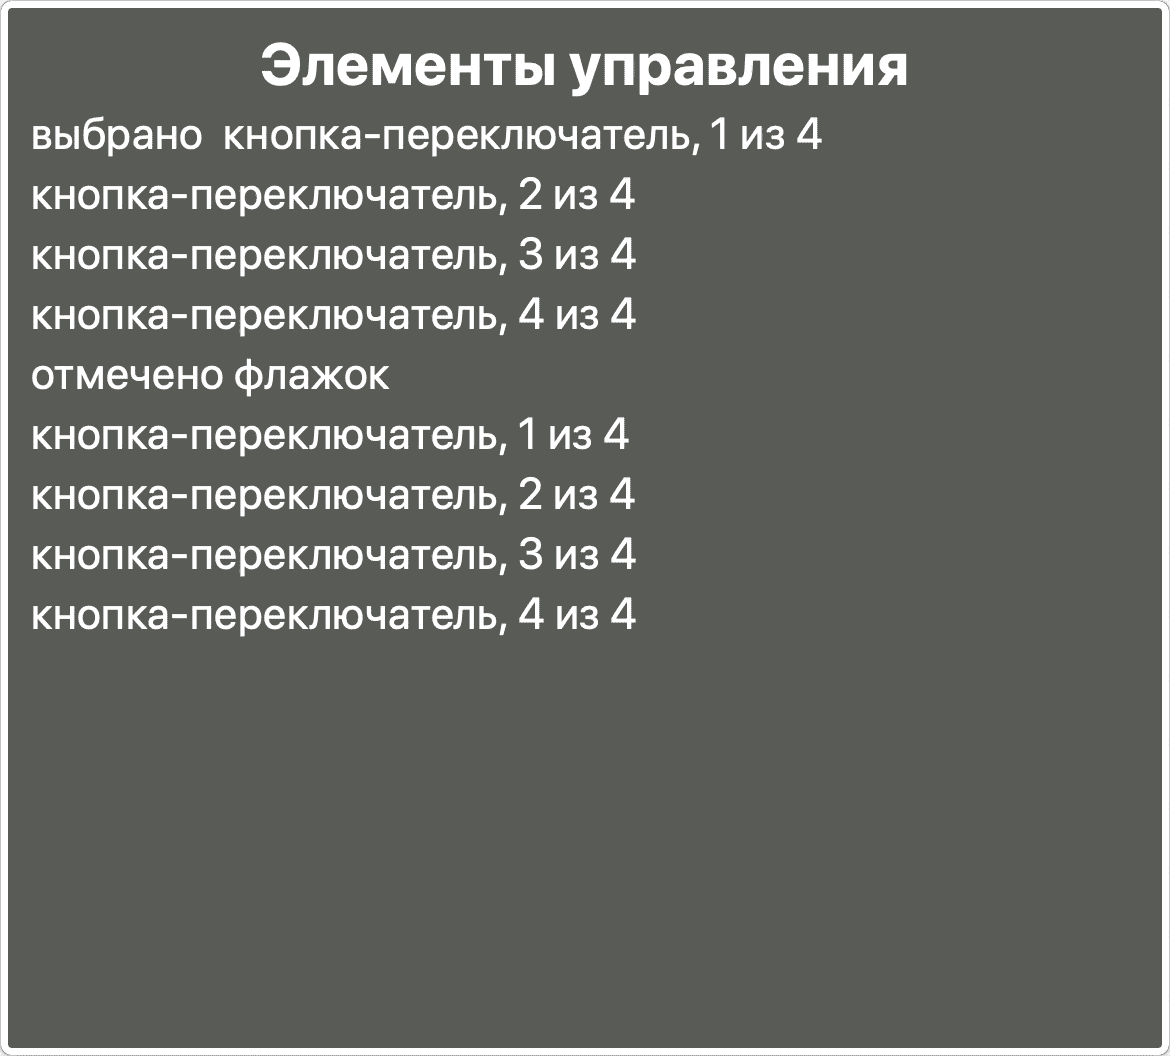 Элементы управления
выбрано кнопка-переключатель, 1 из 4
кнопка-переключатель, 2 из 4
кнопка-переключатель, 3 из 4
кнопка-переключатель, 4 из 4
отмечено флажок
кнопка-переключатель, 1 из 4
кнопка-переключатель, 2 из 4
кнопка-переключатель, 3 из 4
кнопка-переключатель, 4 из 4